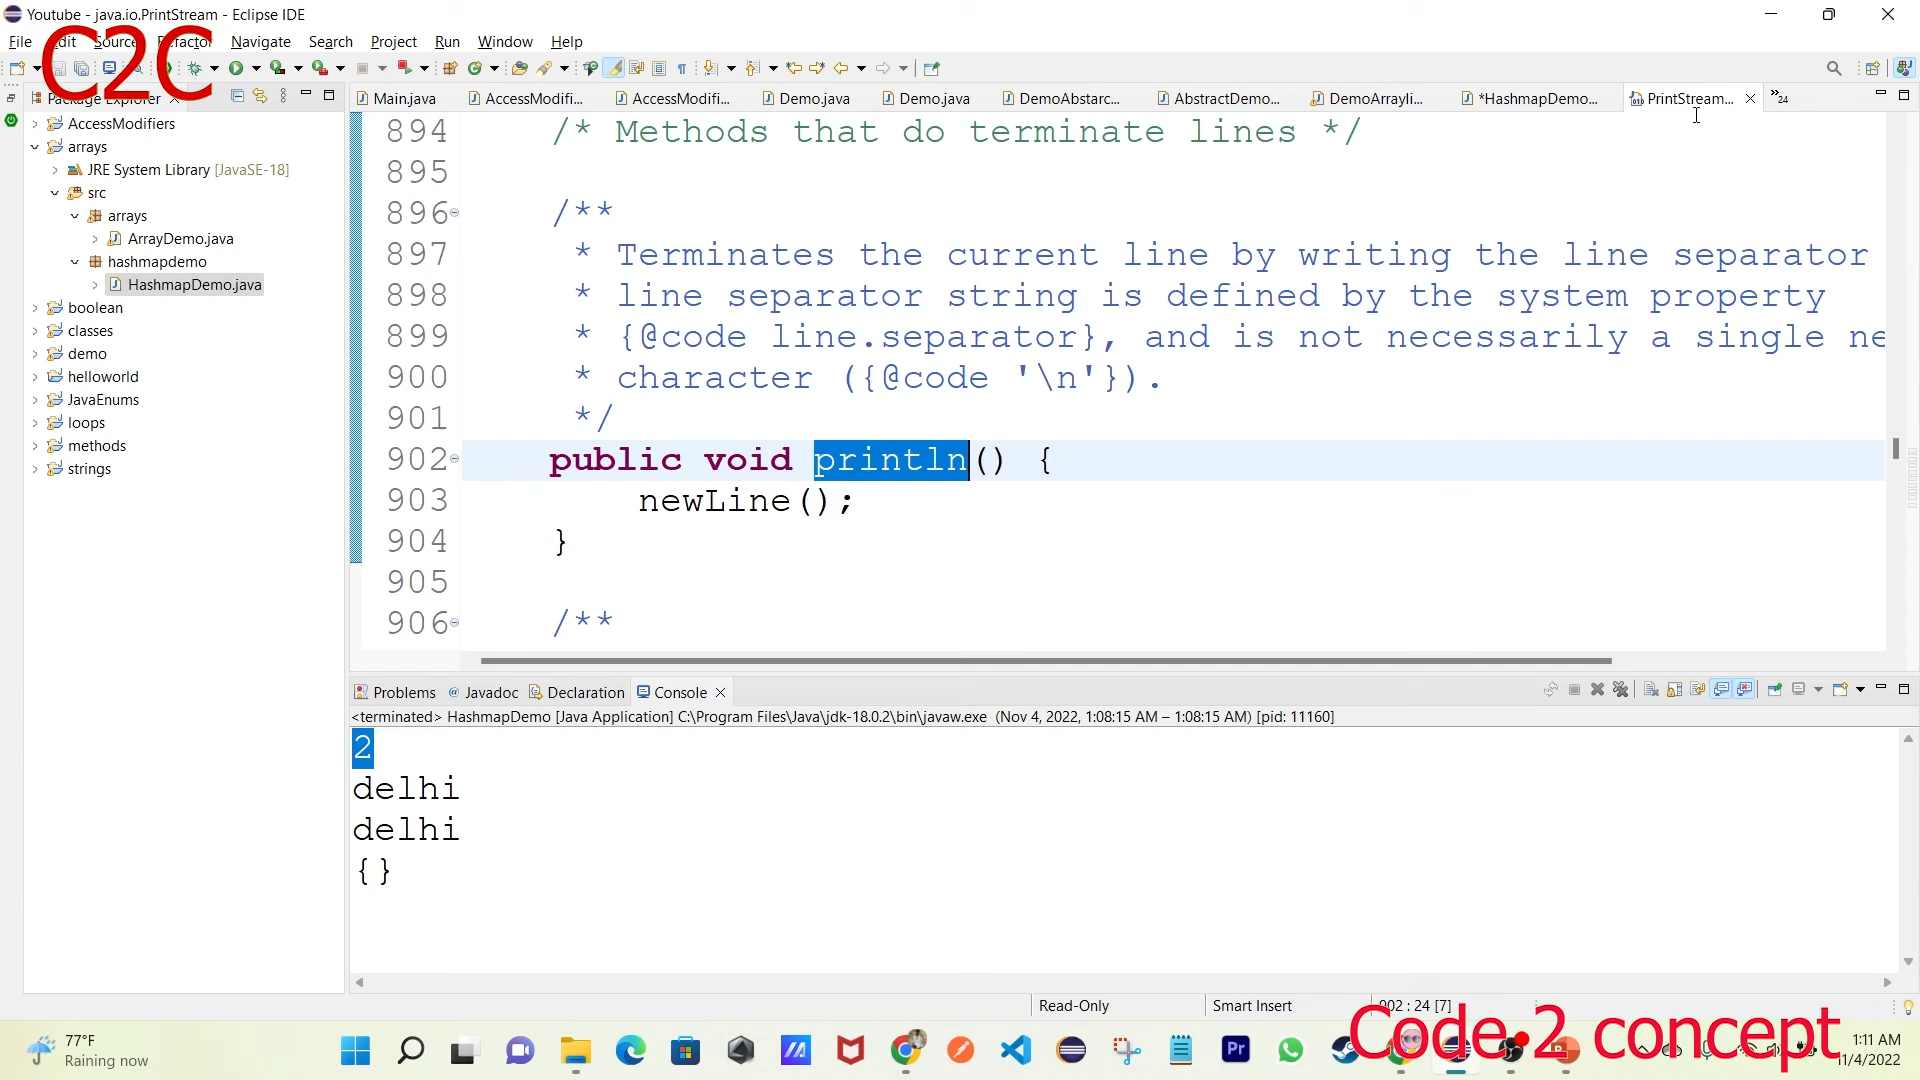 Youtube - java.io.PrintStream - Eclipse IDE
C2C
File Edit Source Refactor Navigate Search Project Run Window Help
Package Explorer
Main.java AccessModifi... AccessModifi... Demo.java Demo.java DemoAbstarc... AbstractDemo... DemoArrayli... *HashmapDemo... PrintStream... »24
AccessModifiers
arrays
JRE System Library [JavaSE-18]
src
arrays
ArrayDemo.java
hashmapdemo
HashmapDemo.java
boolean
classes
demo
helloworld
JavaEnums
loops
methods
strings
894 /* Methods that do terminate lines */
895
896 /**
897 * Terminates the current line by writing the line separator
898 * line separator string is defined by the system property
899 * {@code line.separator}, and is not necessarily a single ne
900 * character ({@code '\n'}).
901 */
902 public void println() {
903 newLine();
904 }
905
906 /**
Problems Javadoc Declaration Console
<terminated> HashmapDemo [Java Application] C:\Program Files\Java\jdk-18.0.2\bin\javaw.exe (Nov 4, 2022, 1:08:15 AM – 1:08:15 AM) [pid: 11160]
2
delhi
delhi
{}
Read-Only Smart Insert 902 : 24 [7]
77°F
Raining now
Pr
Code 2 concept
1:11 AM
11/4/2022